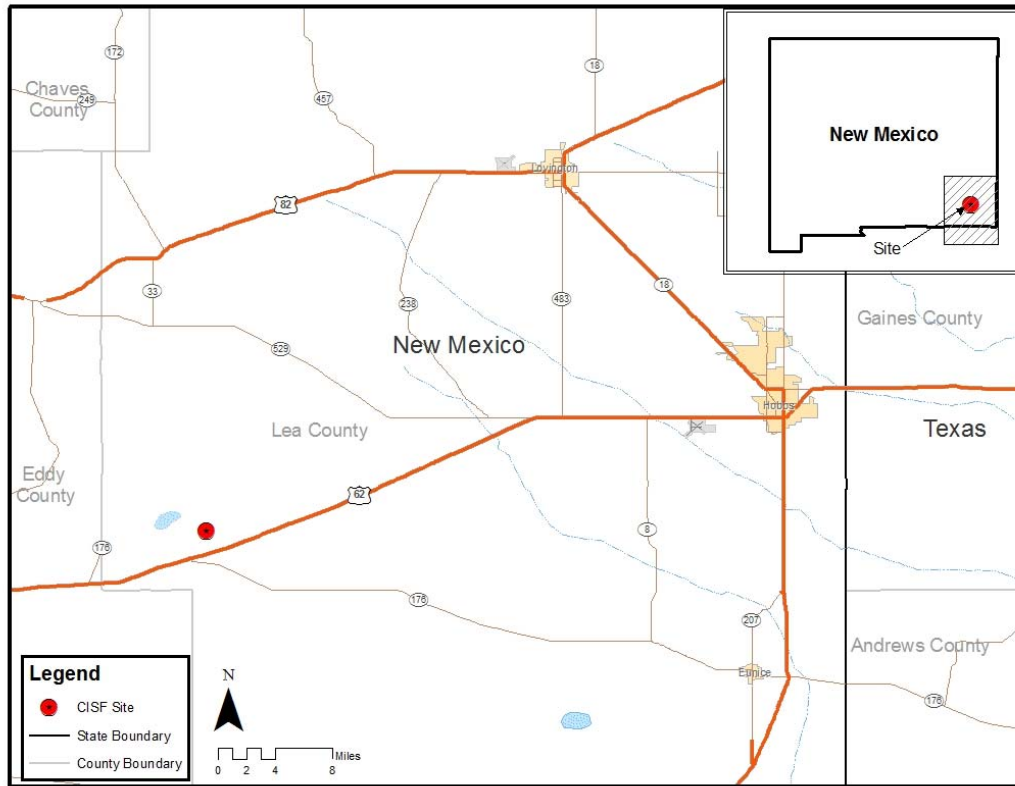 172
18
Chaves
County
249
457
New Mexico
Lovington
82
Site
33
483
18
238
New Mexico
529
Gaines County
Hobbs
Lea County
Texas
Eddy
County
62
8
176
176
207
Andrews County
Eunice
176
Legend
CISF Site
State Boundary
County Boundary
N
Miles
0 2 4 8